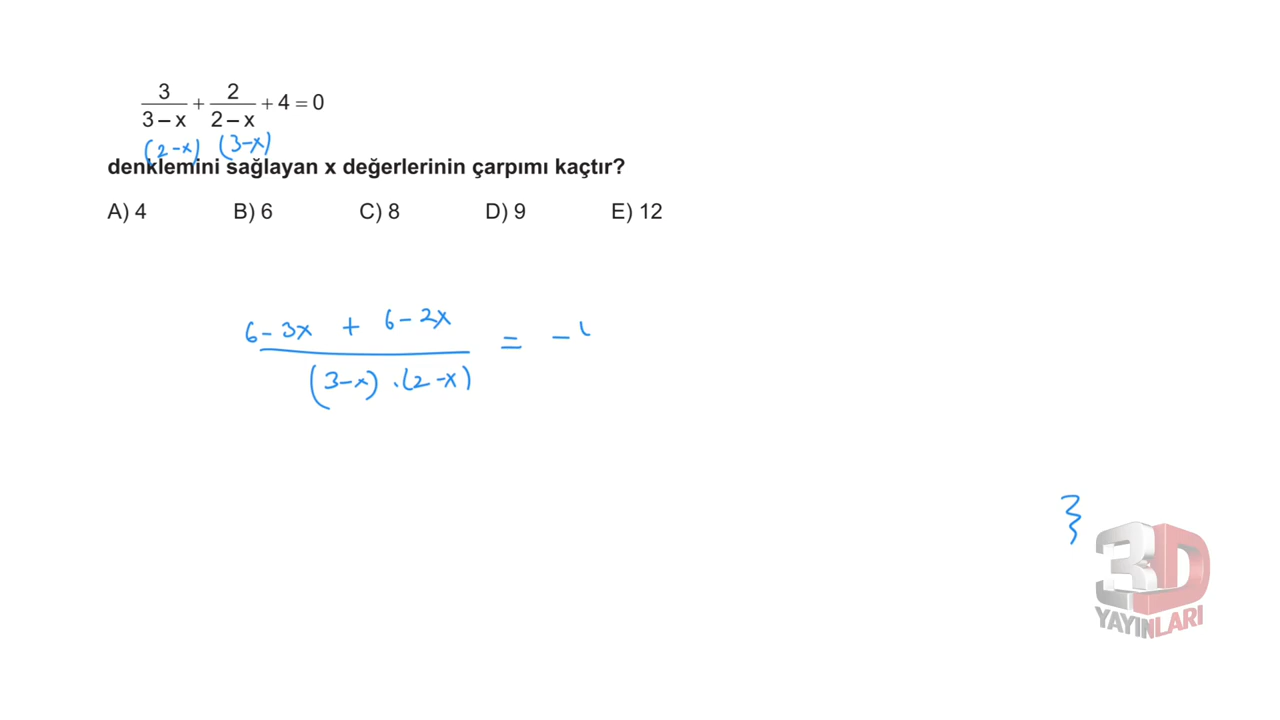 3/(3 – x) + 2/(2 – x) + 4 = 0
(2-x) (3-x)
denklemini sağlayan x değerlerinin çarpımı kaçtır?
A) 4 B) 6 C) 8 D) 9 E) 12
6-3x + 6-2x
= -
(3-x) .(2-x)
3D
YAYINLARI